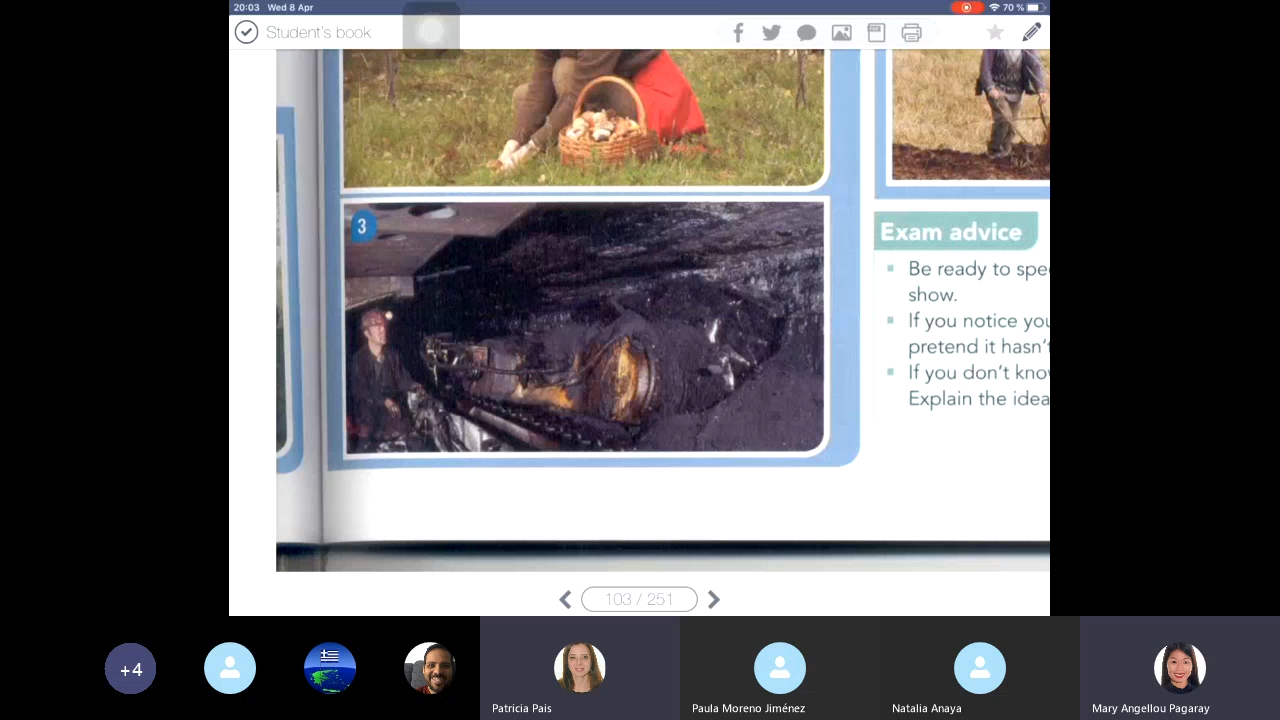 20:03 Wed 8 Apr
70 %
Student's book
3
Exam advice
Be ready to spe
show.
If you notice you
pretend it hasn't
If you don't know
Explain the idea
103 / 251
+4
Patricia Pais
Paula Moreno Jiménez
Natalia Anaya
Mary Angellou Pagaray